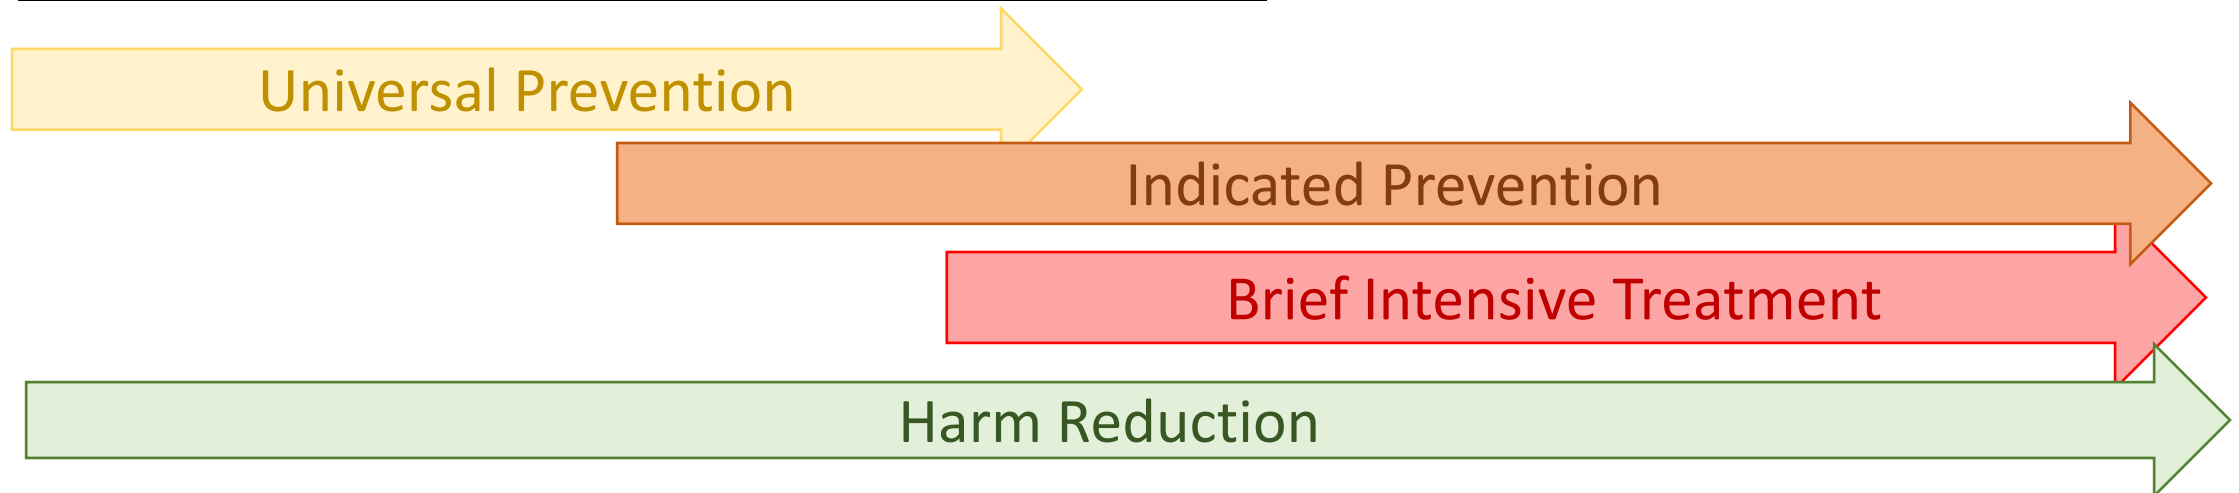 Universal Prevention
Indicated Prevention
Brief Intensive Treatment
Harm Reduction